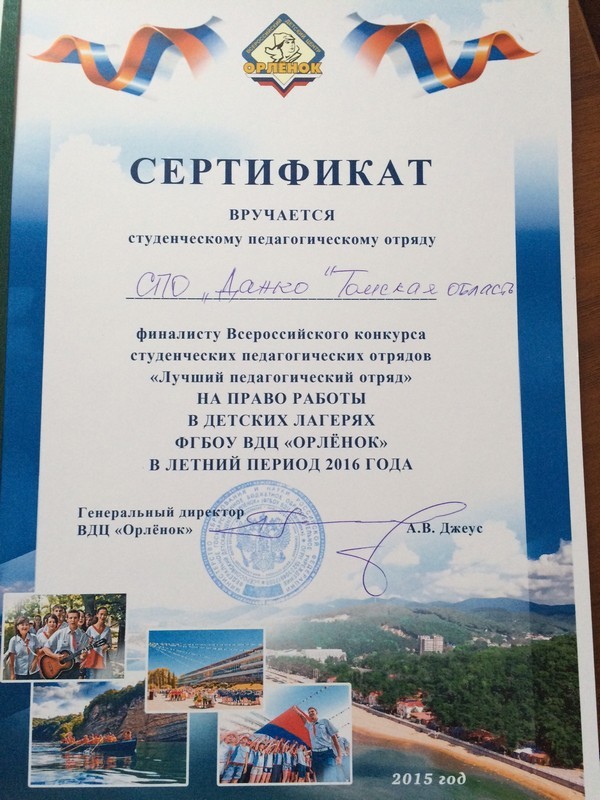 ОРЛЁНОК
СЕРТИФИКАТ
ВРУЧАЕТСЯ
студенческому педагогическому отряду
СПО „Данко" Томская область
финалисту Всероссийского конкурса
студенческих педагогических отрядов
«Лучший педагогический отряд»
НА ПРАВО РАБОТЫ
В ДЕТСКИХ ЛАГЕРЯХ
ФГБОУ ВДЦ «ОРЛЁНОК»
В ЛЕТНИЙ ПЕРИОД 2016 ГОДА
Генеральный директор
ВДЦ «Орлёнок»
А.В. Джеус
2015 год